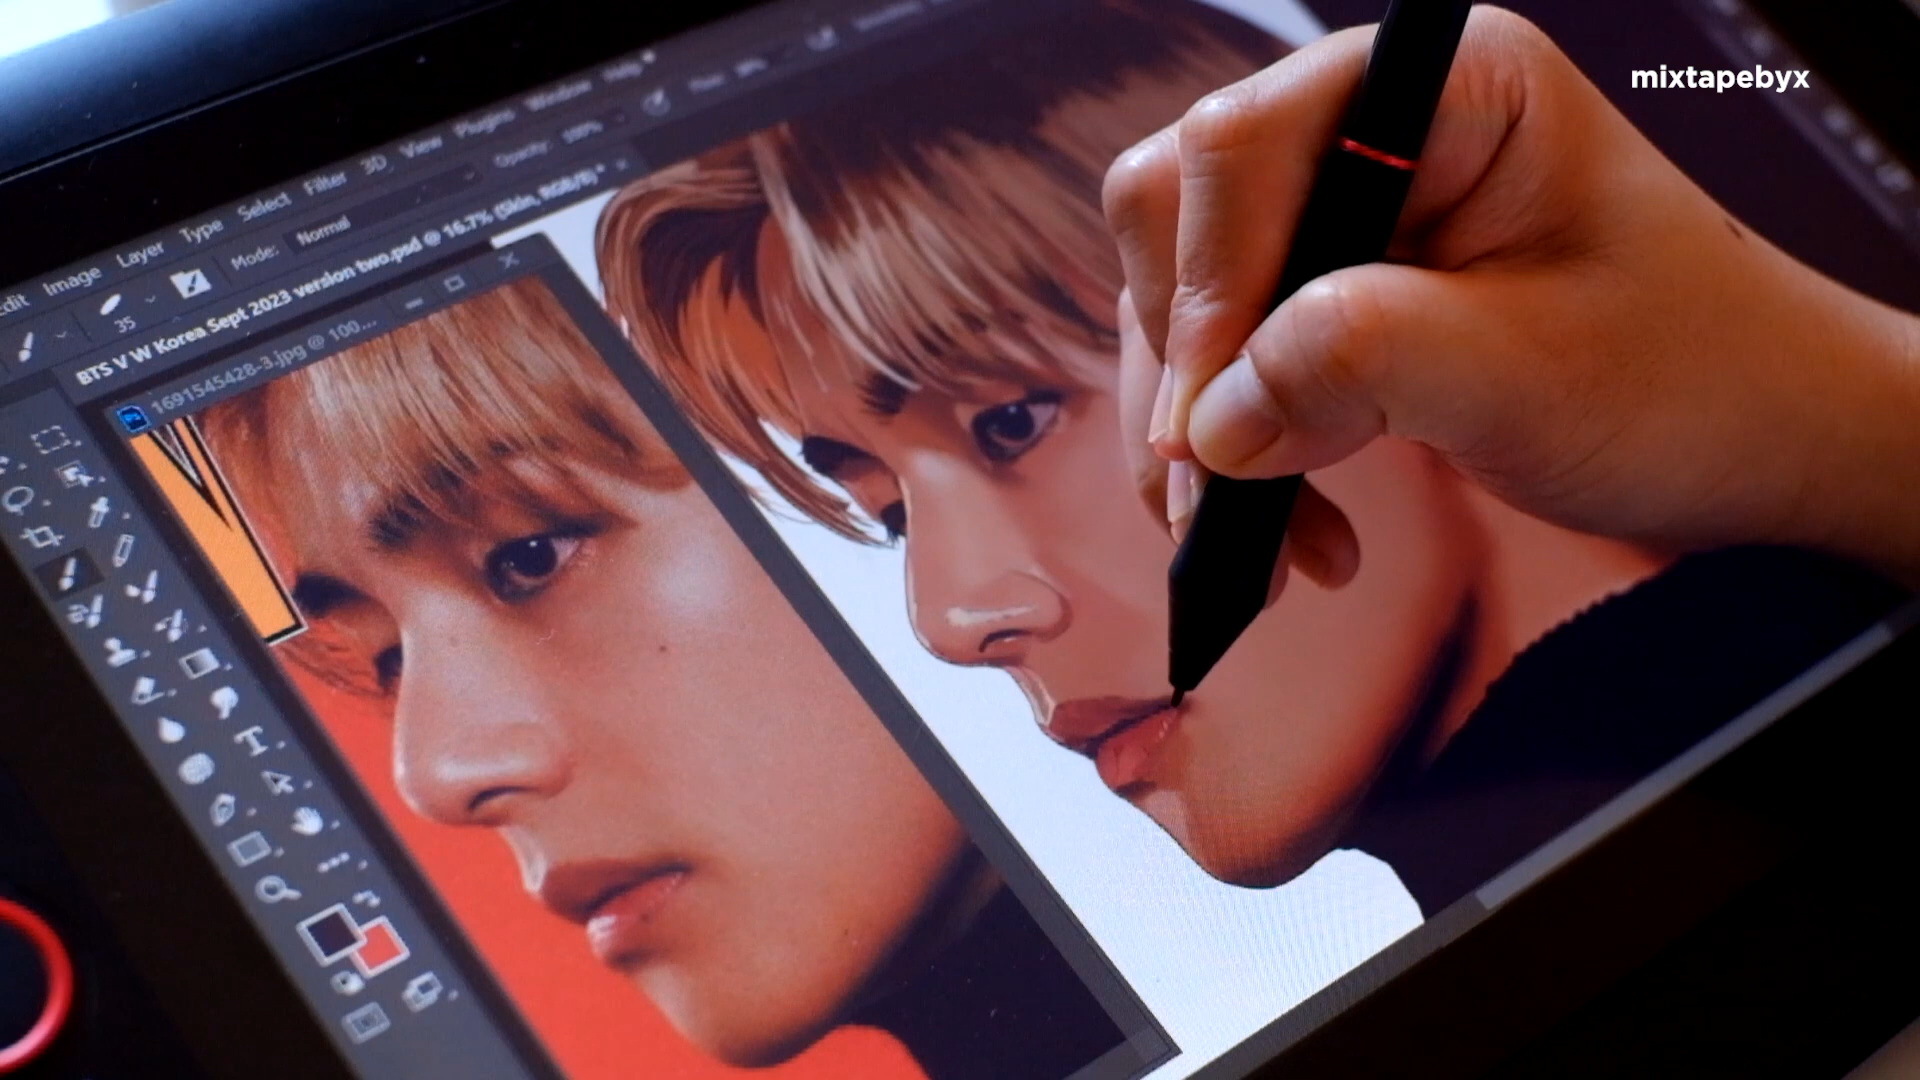 mixtapebyx
Edit Image Layer Type Select Filter 3D View Plugins Window Help
35 Mode: Normal Opacity: 100%
BTS V W Korea Sept 2023 version two.psd @ 16.7% (Skin, RGB/8) *
1691545428-3.jpg @ 100...
Ps
W
T